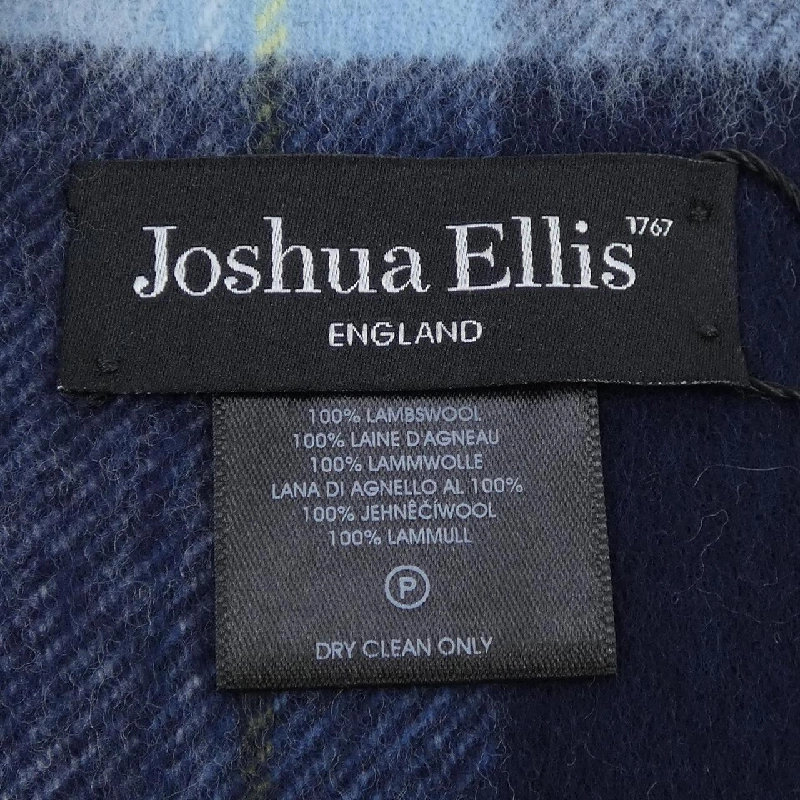 Joshua Ellis 1767
ENGLAND
100% LAMBSWOOL
100% LAINE D'AGNEAU
100% LAMMWOLLE
LANA DI AGNELLO AL 100%
100% JEHNĚČÍWOOL
100% LAMMULL
P
DRY CLEAN ONLY